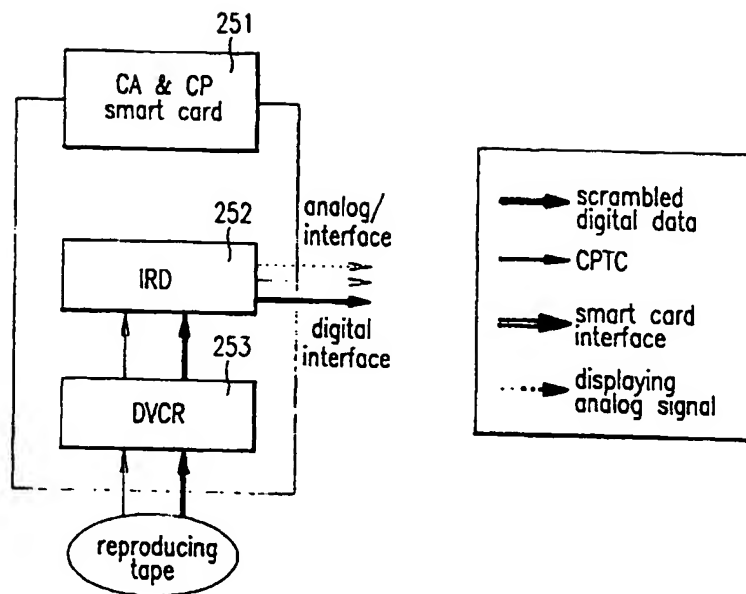 251
CA & CP
smart card
252
analog/
interface
IRD
digital
interface
253
DVCR
reproducing
tape
scrambled
digital data
CPTC
smart card
interface
displaying
analog signal